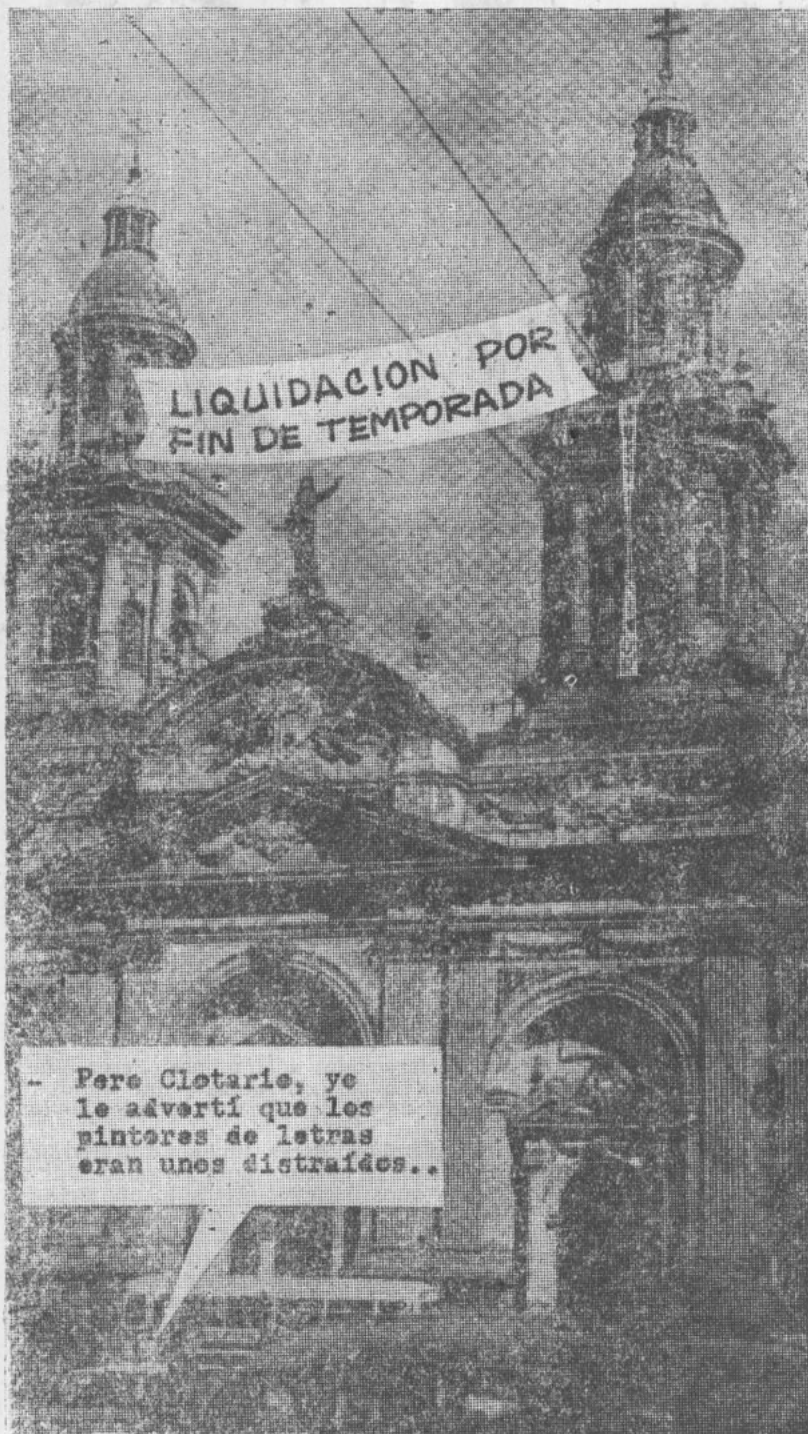 LIQUIDACION POR
FIN DE TEMPORADA
- Pero Clotario, yo
le advertí que los
pintores de letras
eran unos distraídos..